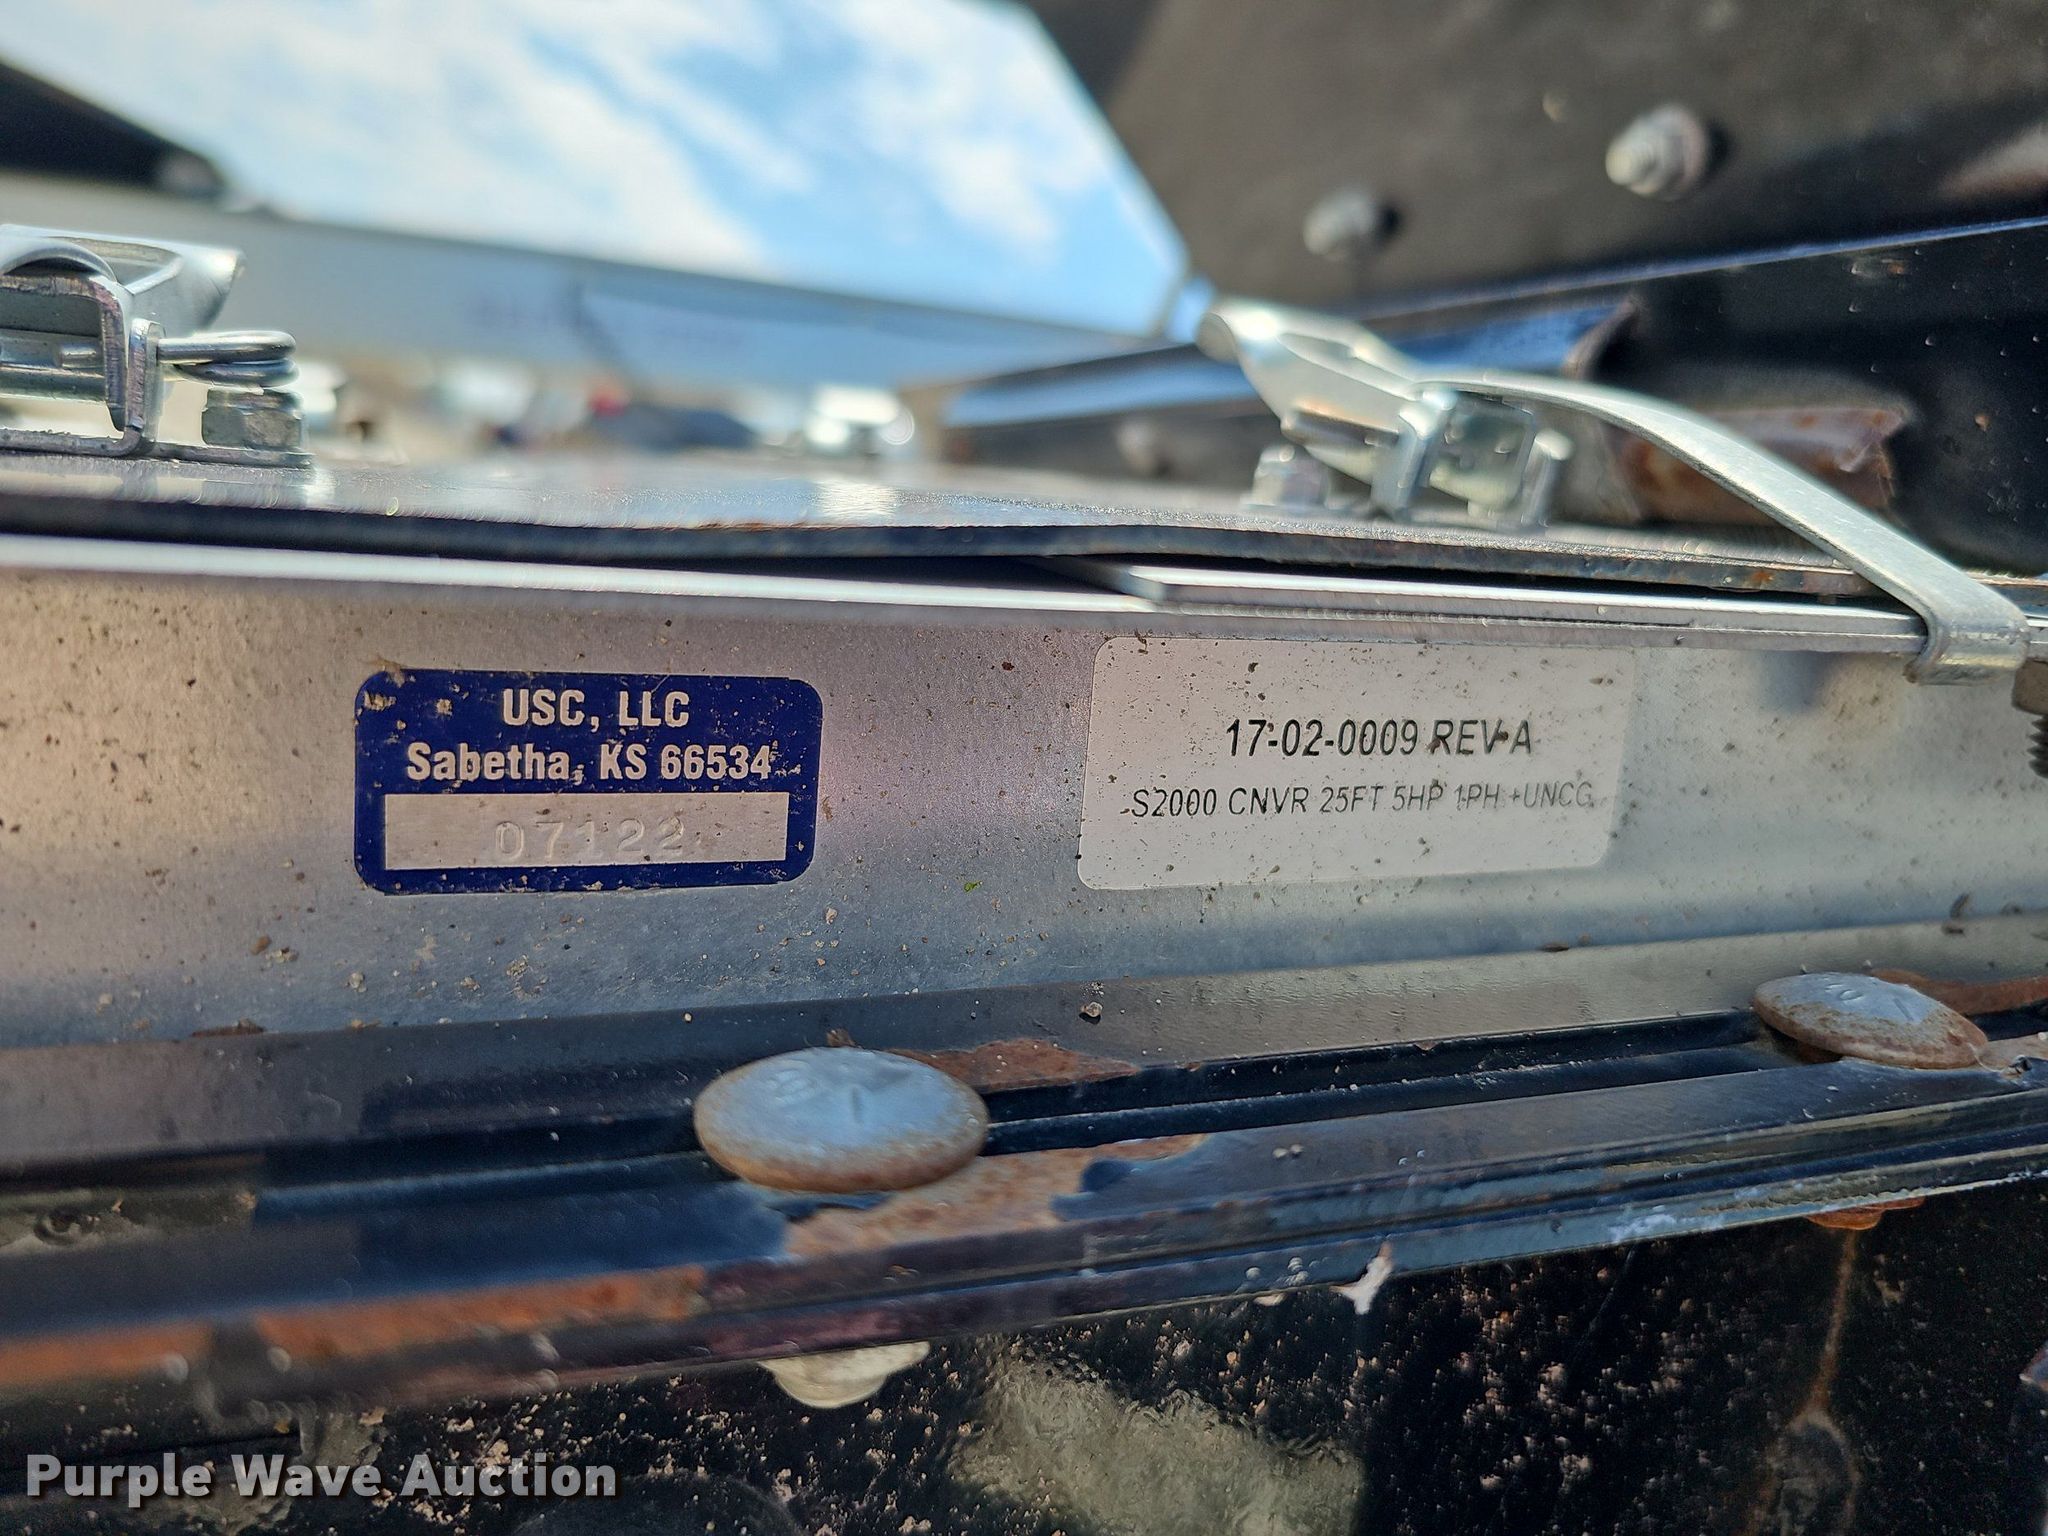 USC, LLC
Sabetha, KS 66534
07122
17-02-0009 REV A
S2000 CNVR 25FT 5HP 1PH +UNCG
Purple Wave Auction